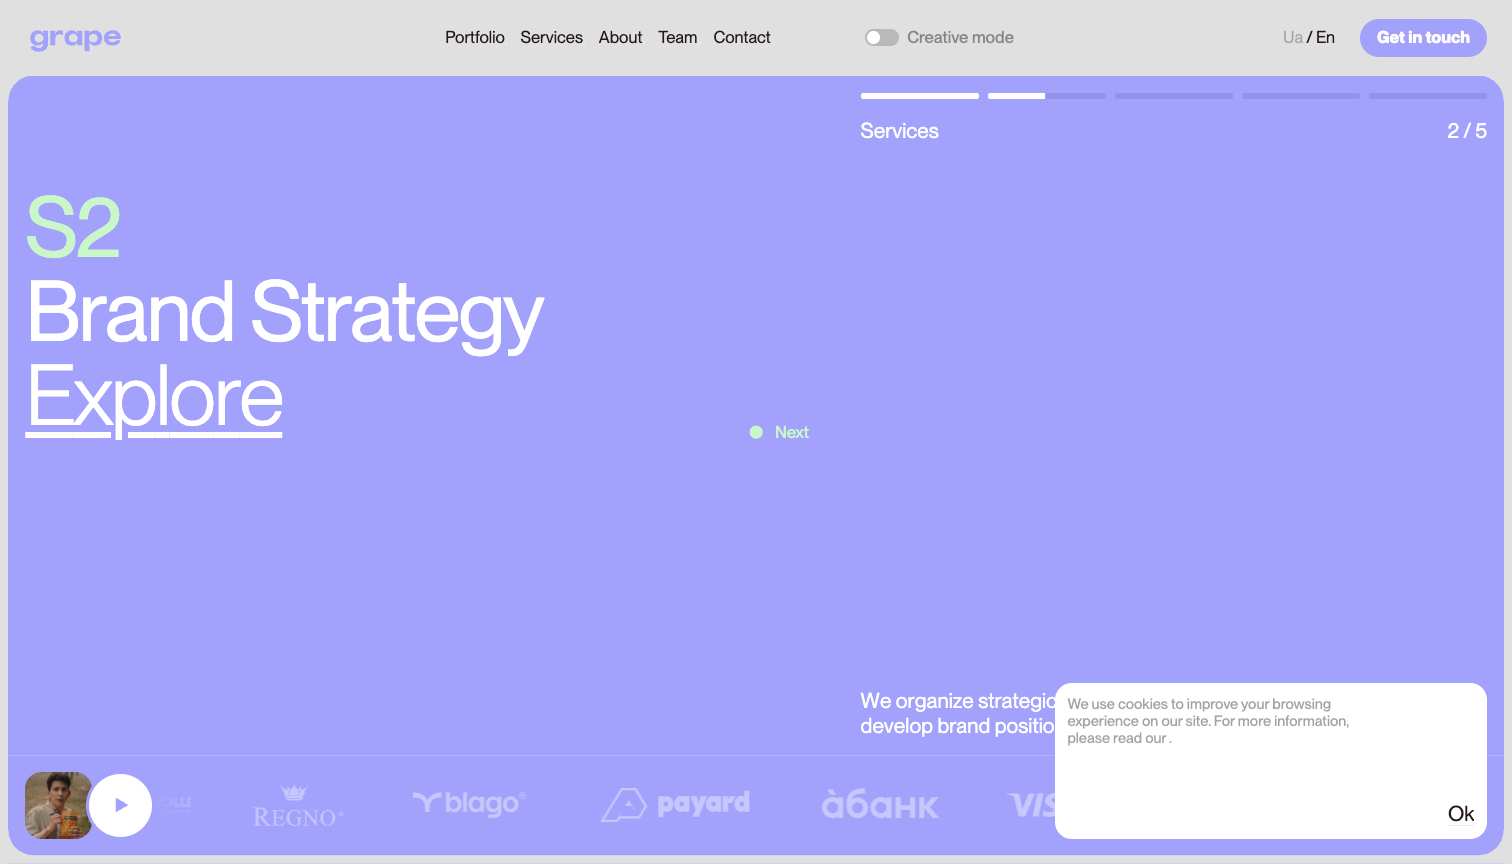 grape
Portfolio Services About Team Contact
Creative mode
Ua / En
Get in touch
Services
2 / 5
S2
Brand Strategy
Explore
Next
We organize strategic
develop brand positio
We use cookies to improve your browsing
experience on our site. For more information,
please read our .
Ok
REGNO
blago®
payard
àбанк
VIS